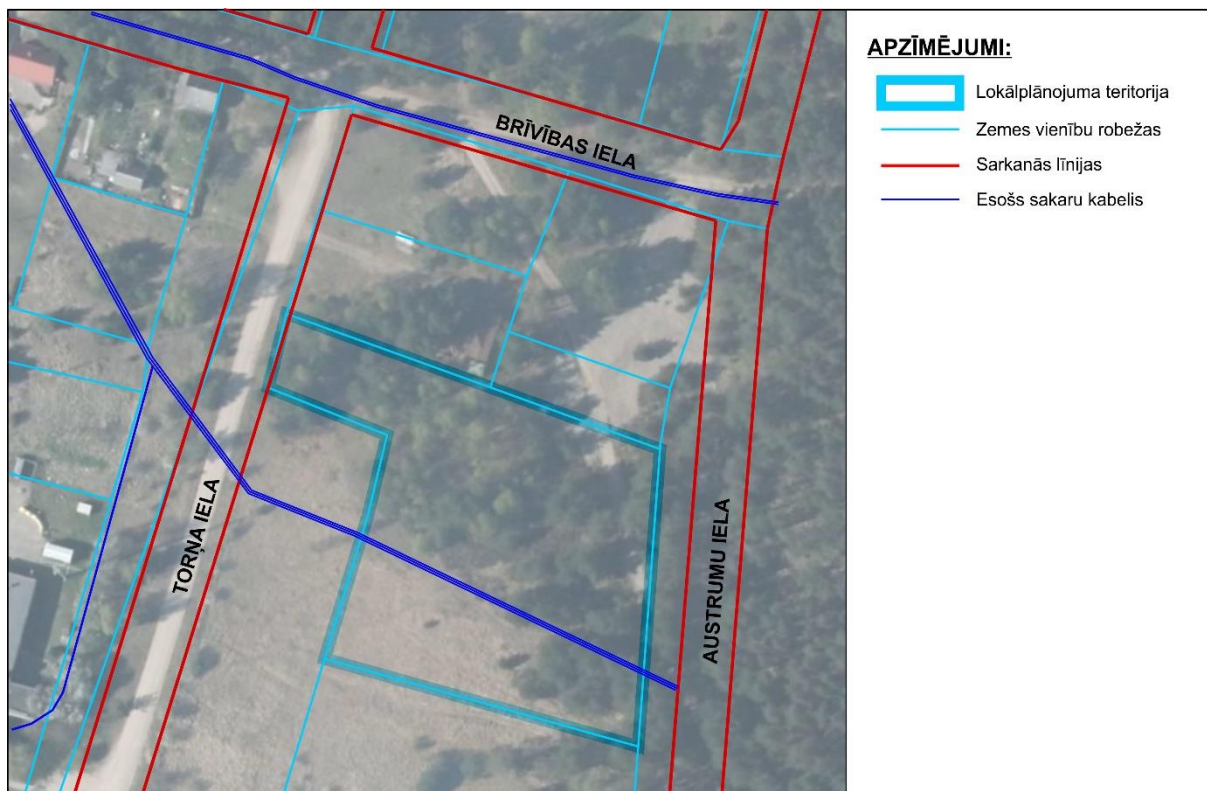 BRĪVĪBAS IELA
TORŅA IELA
AUSTRUMU IELA
APZĪMĒJUMI:
Lokālplānojuma teritorija
Zemes vienību robežas
Sarkanās līnijas
Esošs sakaru kabelis